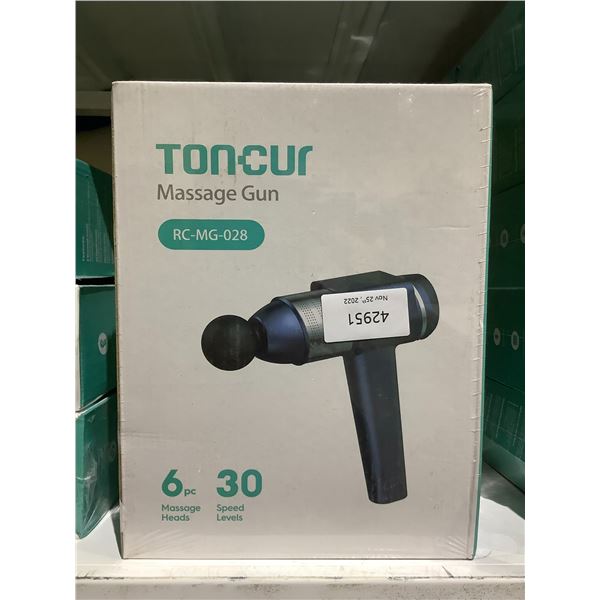 TONCUR
Massage Gun
RC-MG-028
42951
Nov 25th, 2022
6pc
Massage
Heads
30
Speed
Levels